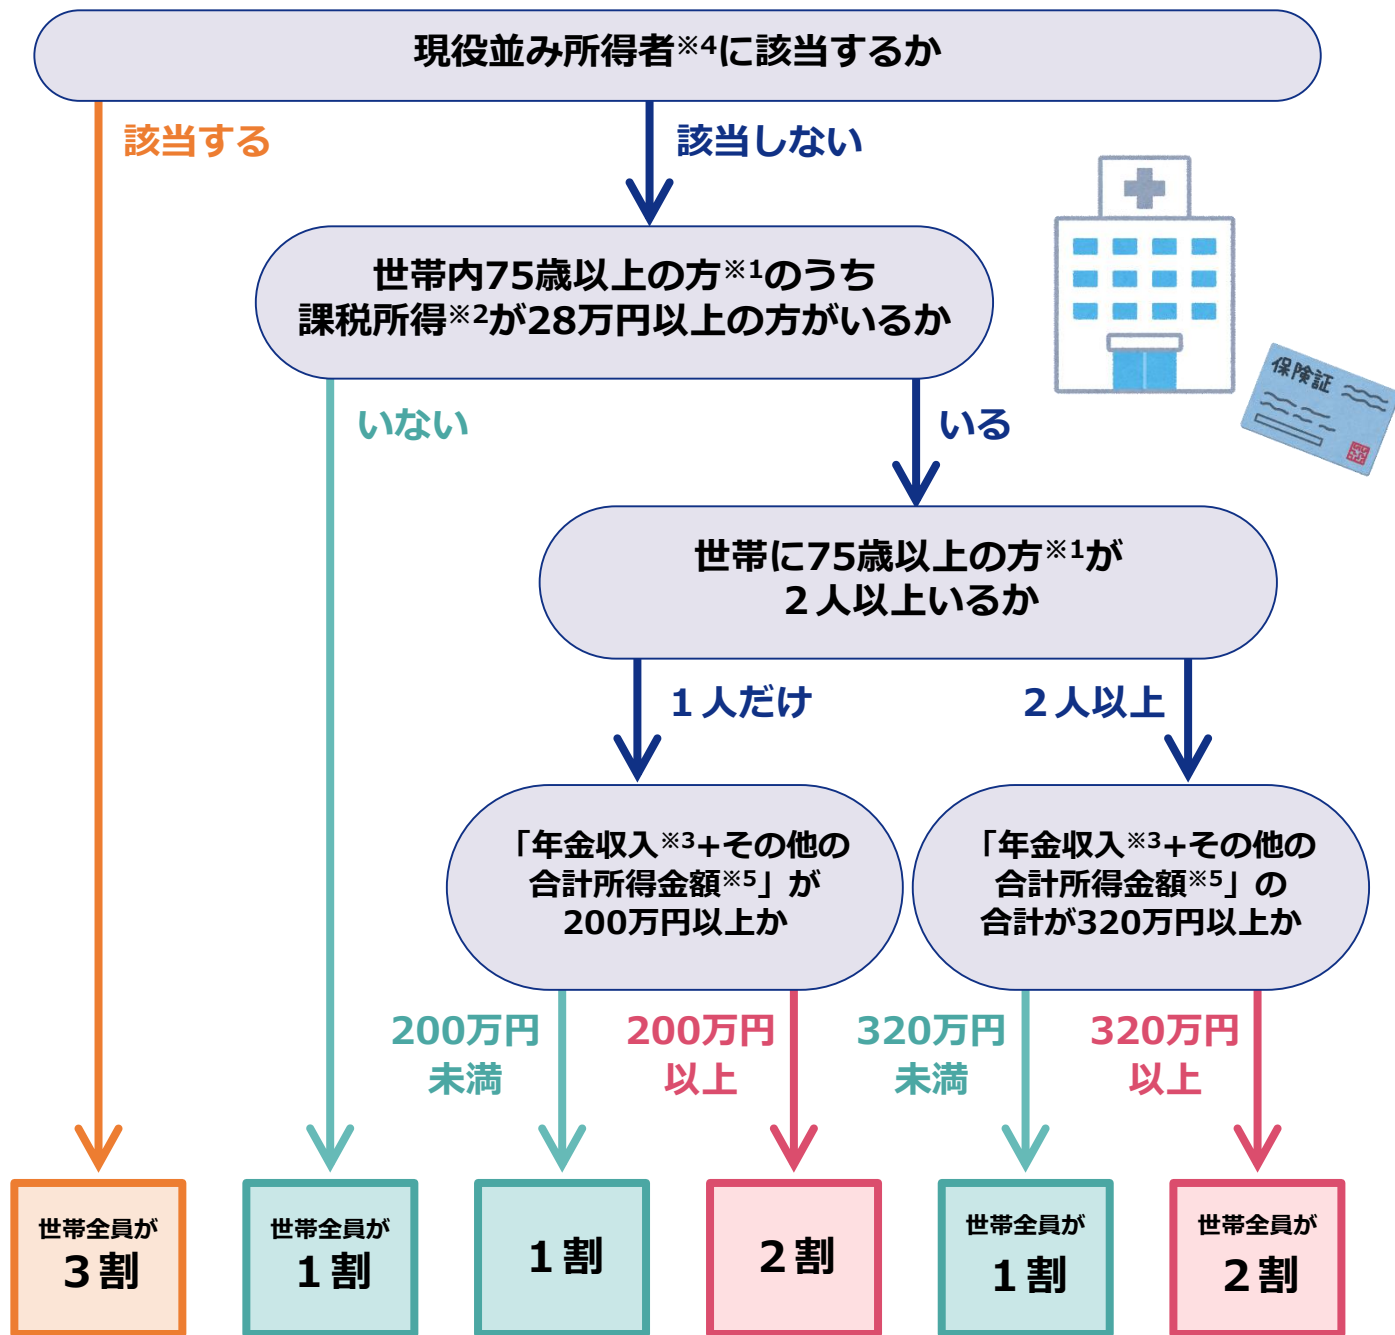 現役並み所得者※4に該当するか
該当する
該当しない
世帯内75歳以上の方※1のうち
課税所得※2が28万円以上の方がいるか
保険証
いない
いる
世帯に75歳以上の方※1が
２人以上いるか
１人だけ
２人以上
「年金収入※3+その他の
合計所得金額※5」が
200万円以上か
「年金収入※3+その他の
合計所得金額※5」の
合計が320万円以上か
200万円
未満
200万円
以上
320万円
未満
320万円
以上
世帯全員が
３割
世帯全員が
１割
１割
２割
世帯全員が
１割
世帯全員が
２割